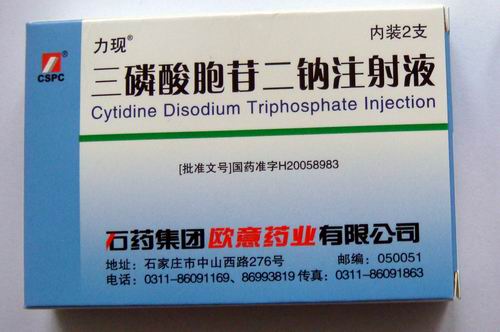 力现®
内装2支
®
CSPC
三磷酸胞苷二钠注射液
Cytidine Disodium Triphosphate Injection
[批准文号]国药准字H20058983
石药集团欧意药业有限公司
地址：石家庄市中山西路276号 邮编：050051
电话：0311-86091169、86993819 传真：0311-86091863